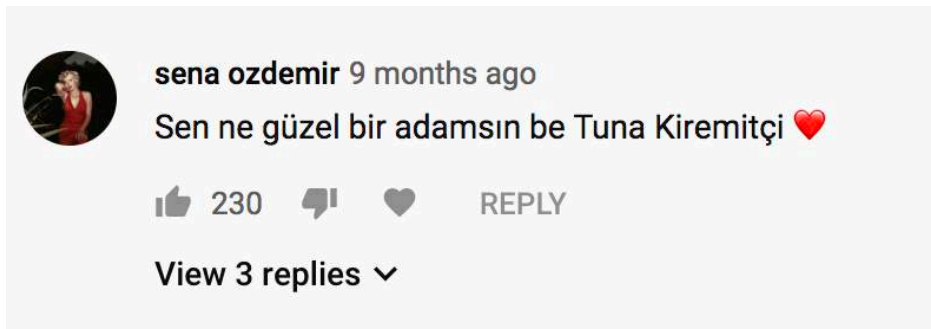 sena ozdemir 9 months ago
Sen ne güzel bir adamsın be Tuna Kiremitçi ❤️
230 REPLY
View 3 replies